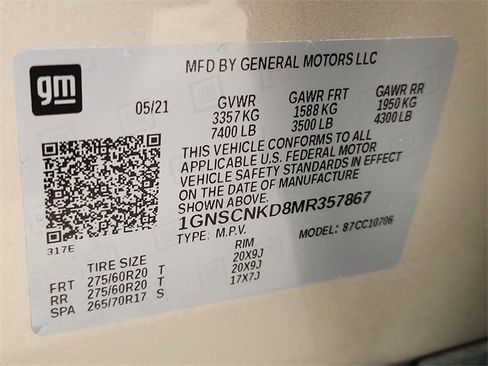 gm
MFD BY GENERAL MOTORS LLC
05/21 GVWR GAWR FRT GAWR RR
3357 KG 1588 KG 1950 KG
7400 LB 3500 LB 4300 LB
THIS VEHICLE CONFORMS TO ALL
APPLICABLE U.S. FEDERAL MOTOR
VEHICLE SAFETY STANDARDS IN EFFECT
ON THE DATE OF MANUFACTURE
SHOWN ABOVE.
1GNSCNKD8MR357867
TYPE: M.P.V. MODEL: 87CC10706
317E
TIRE SIZE RIM
FRT 275/60R20 T 20X9J
RR 275/60R20 T 20X9J
SPA 265/70R17 S 17X7J